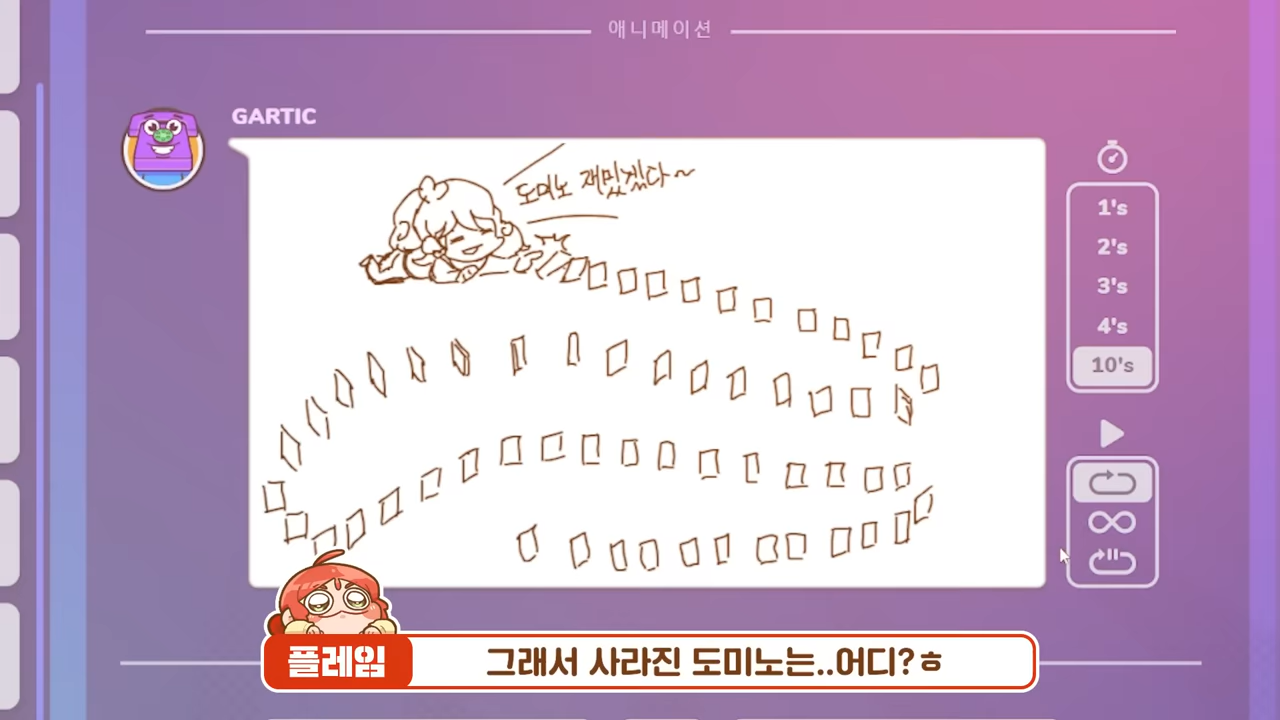 애니메이션
GARTIC
도미노 재밌겠다~
1's
2's
3's
4's
10's
플레임
그래서 사라진 도미노는..어디?ㅎ